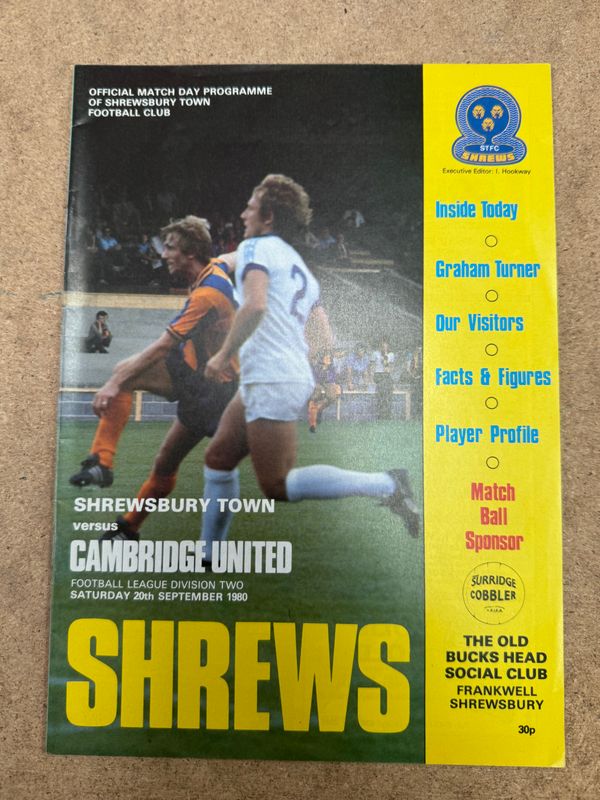 OFFICIAL MATCH DAY PROGRAMME
OF SHREWSBURY TOWN
FOOTBALL CLUB
STFC
SHREWS
Executive Editor: I. Hookway
Inside Today
Graham Turner
Our Visitors
Facts & Figures
Player Profile
Match
Ball
Sponsor
SURRIDGE
COBBLER
THE OLD
BUCKS HEAD
SOCIAL CLUB
FRANKWELL
SHREWSBURY
30p
2
SHREWSBURY TOWN
versus
CAMBRIDGE UNITED
FOOTBALL LEAGUE DIVISION TWO
SATURDAY 20th SEPTEMBER 1980
SHREWS